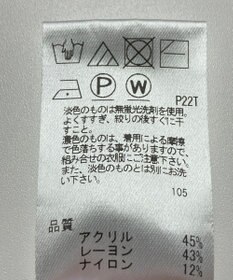 P W
P22T
淡色のものは無蛍光洗剤を使用。
よくすすぎ、絞りの後すぐに干
すこと。
濃色のものは、着用による摩擦
で色落ちする事がありますので、
組み合せの衣服にご注意下さい。
また、淡色のものとは別にお洗
い下さい。
105
品質
アクリル 45%
レーヨン 43%
ナイロン 12%